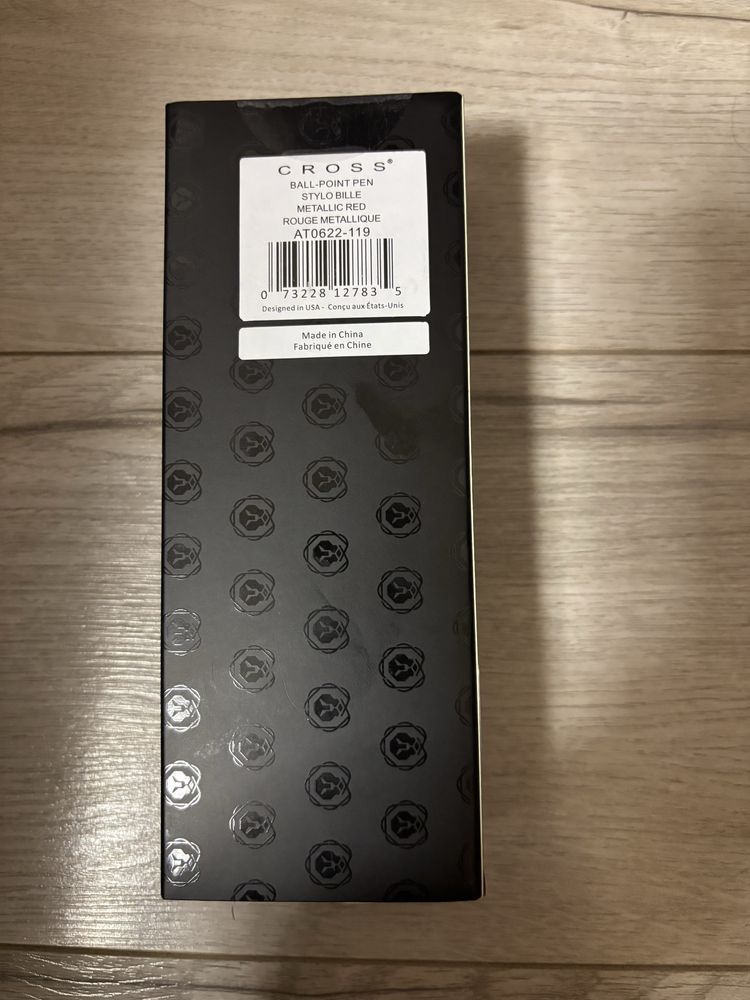 CROSS®
BALL-POINT PEN
STYLO BILLE
METALLIC RED
ROUGE METALLIQUE
AT0622-119
0 73228 12783 5
Designed in USA - Conçu aux États-Unis
Made in China
Fabriqué en Chine